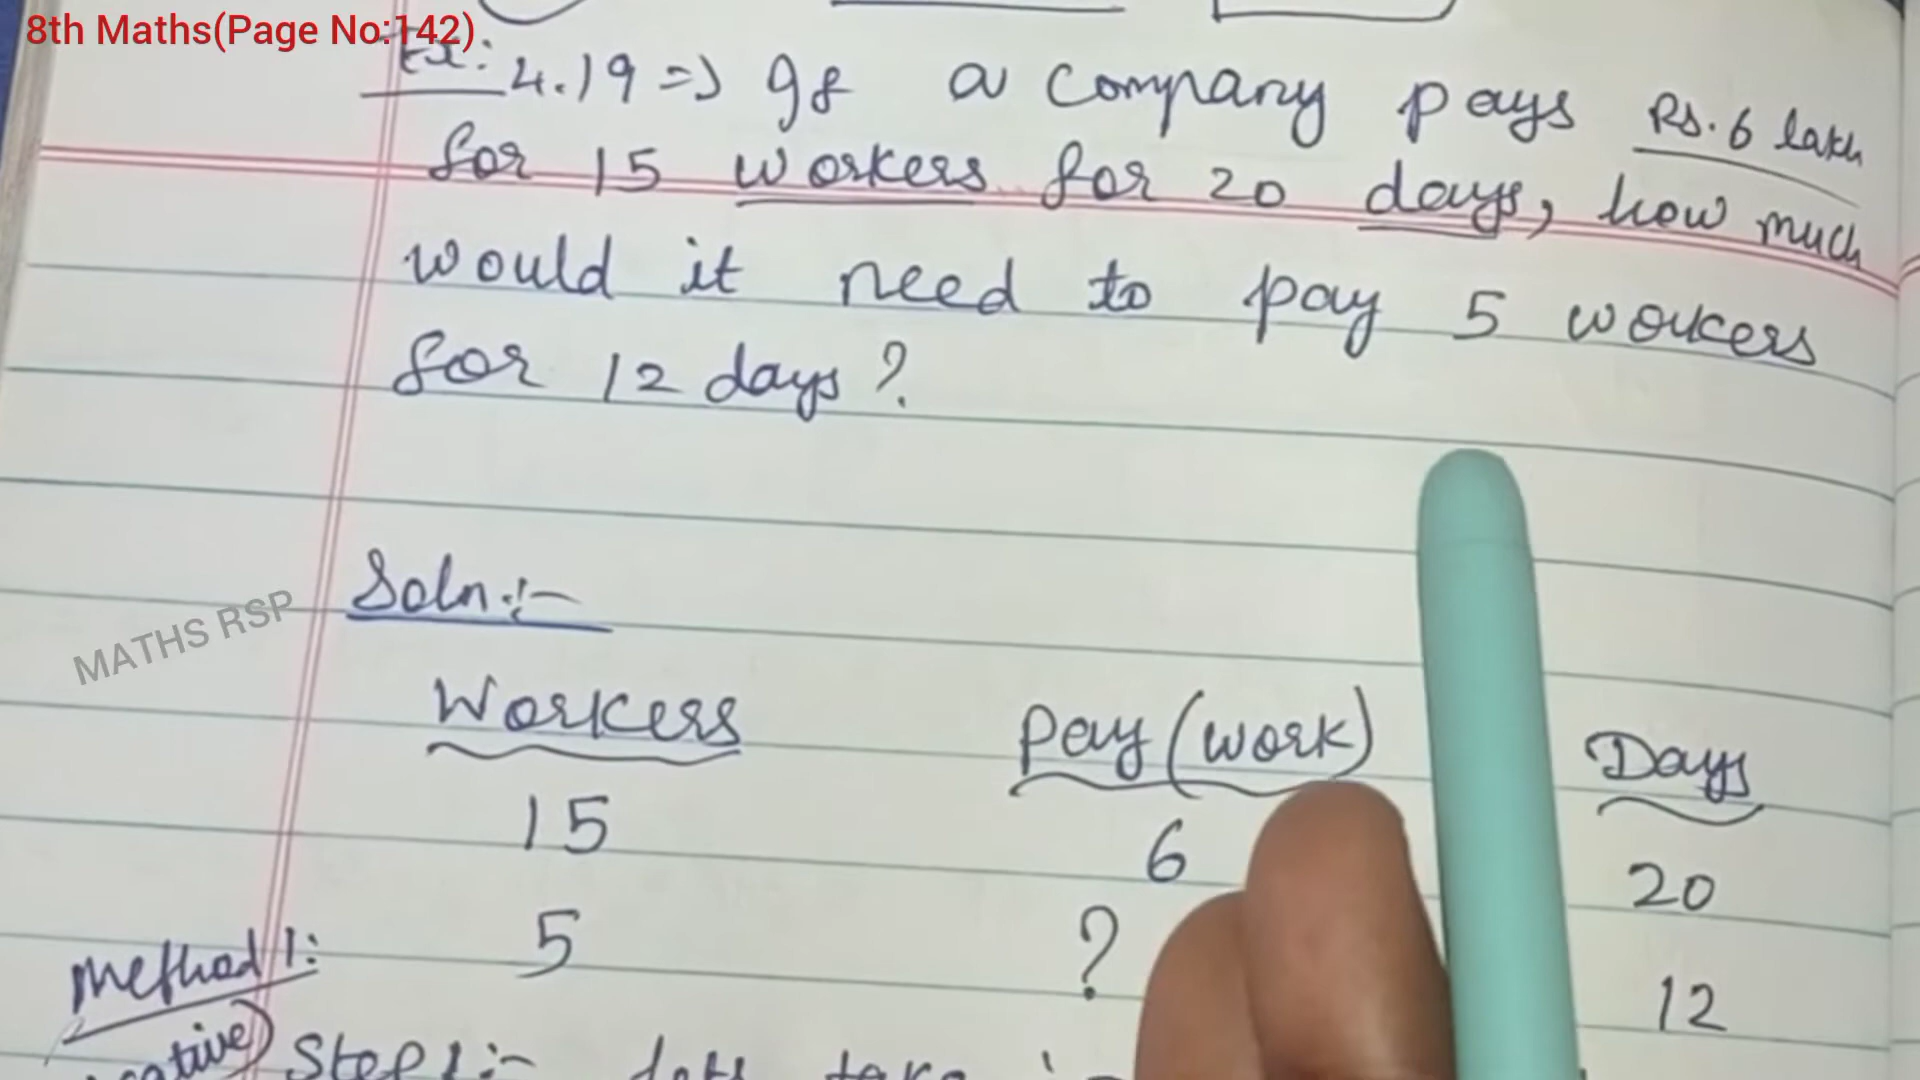 8th Maths(Page No:142)
Ex: 4.19 => If a company pays Rs. 6 lakh
for 15 workers for 20 days, how much
would it need to pay 5 workers
for 12 days?
Soln:-
MATHS RSP
Workers Pay (work) Days
15 6 20
5 ? 12
Method 1:
Step 1:-